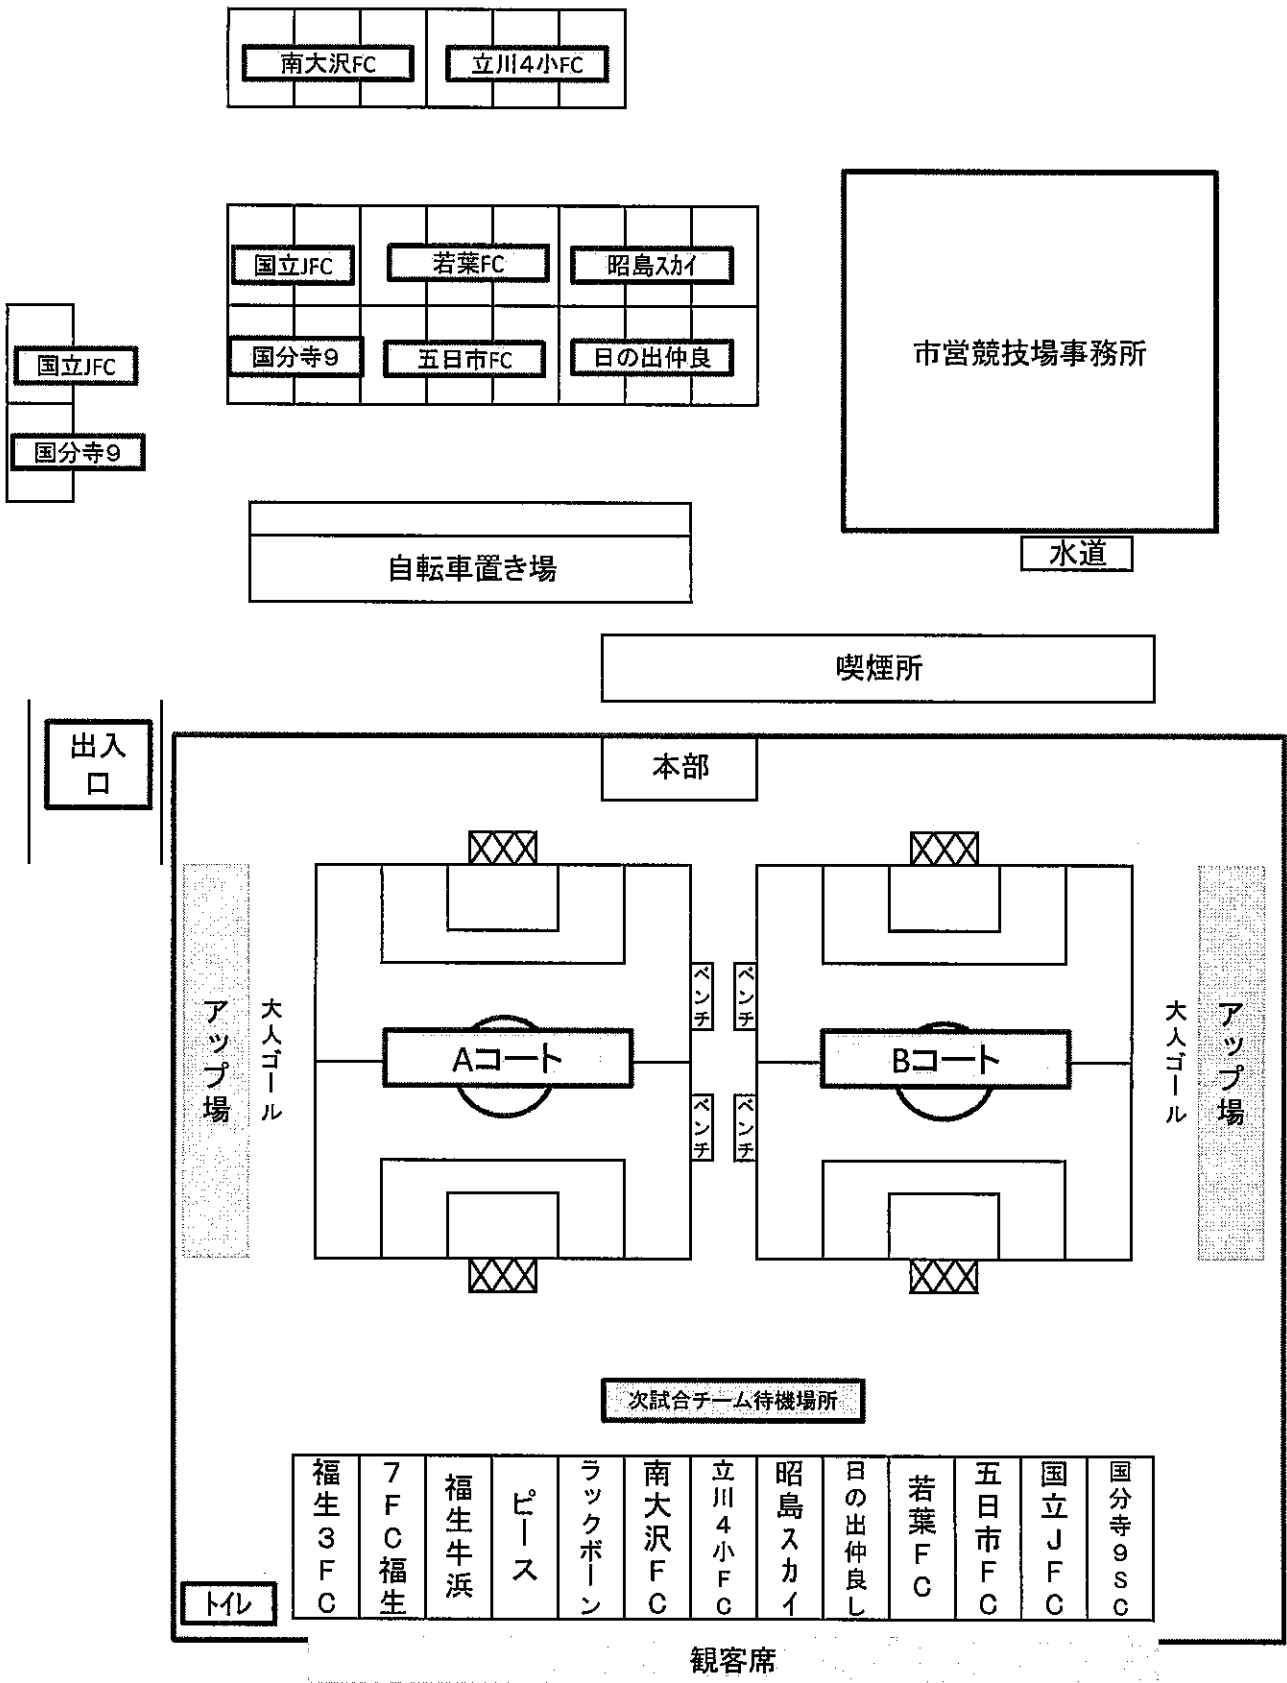 南大沢FC
立川4小FC
国立JFC
若葉FC
昭島スカイ
国分寺9
五日市FC
日の出仲良
国立JFC
国分寺9
市営競技場事務所
水道
自転車置き場
喫煙所
出入
口
本部
アップ場
大人ゴール
Aコート
ベンチ
ベンチ
ベンチ
ベンチ
Bコート
大人ゴール
アップ場
次試合チーム待機場所
福生3FC
7FC福生
福生牛浜
ピース
ラックボーン
南大沢FC
立川4小FC
昭島スカイ
日の出仲良し
若葉FC
五日市FC
国立JFC
国分寺9SC
トイレ
観客席